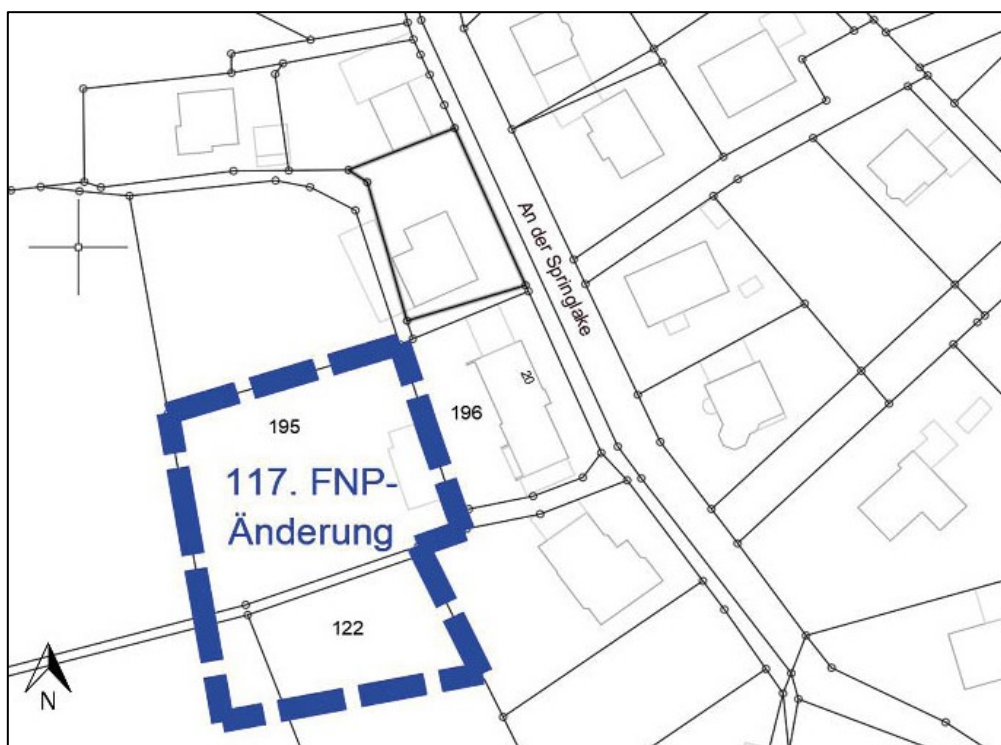 An der Springlake
20
196
195
117. FNP-
Änderung
122
N